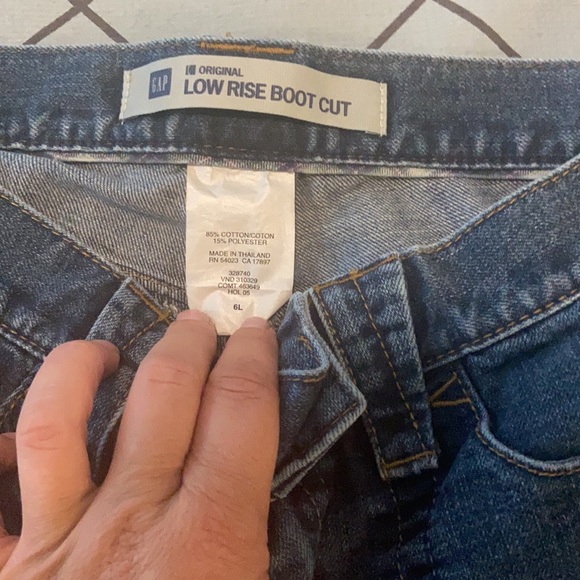 GAP
ORIGINAL
LOW RISE BOOT CUT
85% COTTON/COTON
15% POLYESTER
MADE IN THAILAND
RN 54023 CA 17897
328740
VND 310329
COMT 463649
HOL 05
6L